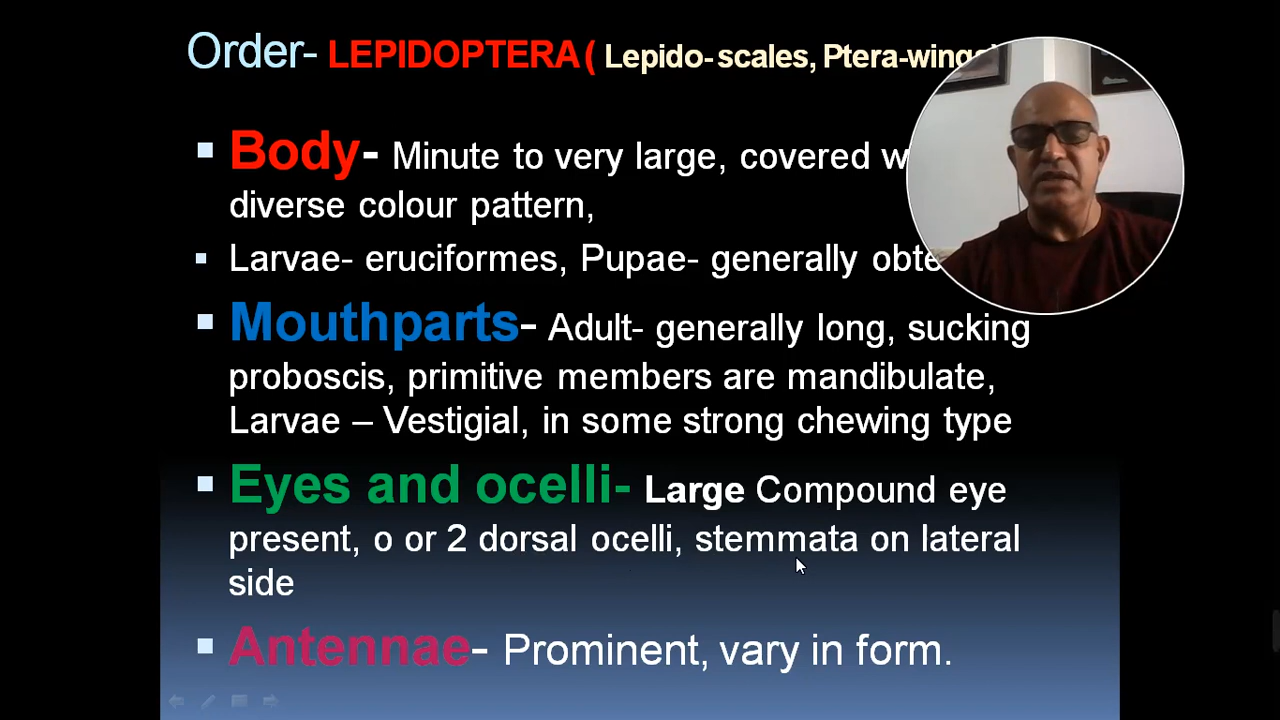 Order- LEPIDOPTERA ( Lepido- scales, Ptera-wings)
Body- Minute to very large, covered
diverse colour pattern,
Larvae- eruciformes, Pupae- generally
Mouthparts- Adult- generally long, sucking
proboscis, primitive members are mandibulate,
Larvae – Vestigial, in some strong chewing type
Eyes and ocelli- Large Compound eye
present, o or 2 dorsal ocelli, stemmata on lateral
side
Antennae- Prominent, vary in form.